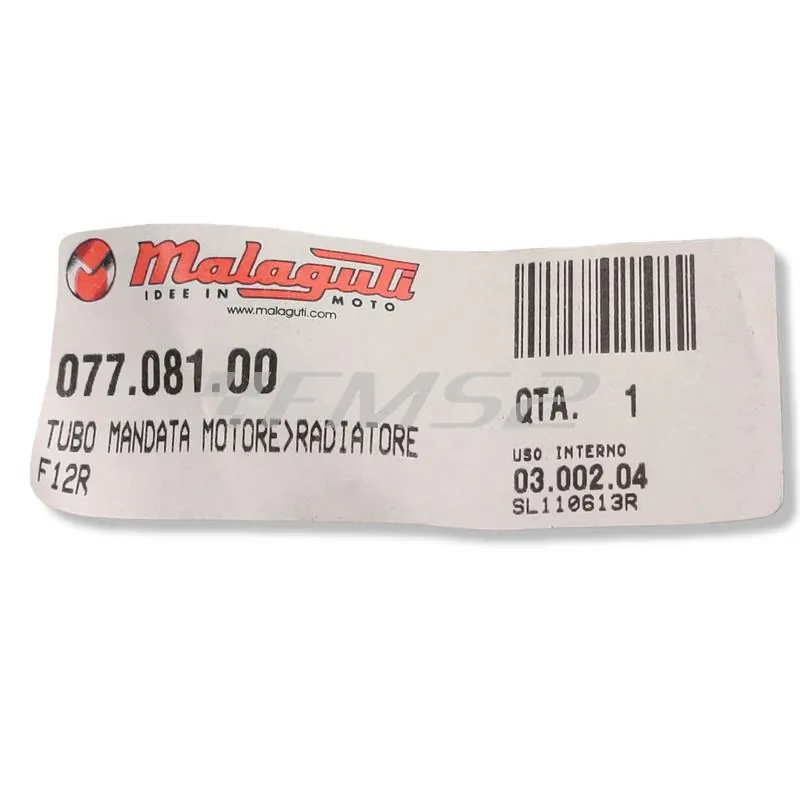 Malaguti
IDEE IN MOTO
www.malaguti.com
077.081.00
TUBO MANDATA MOTORE>RADIATORE
F12R
QTA. 1
USO INTERNO
03.002.04
SL110613R